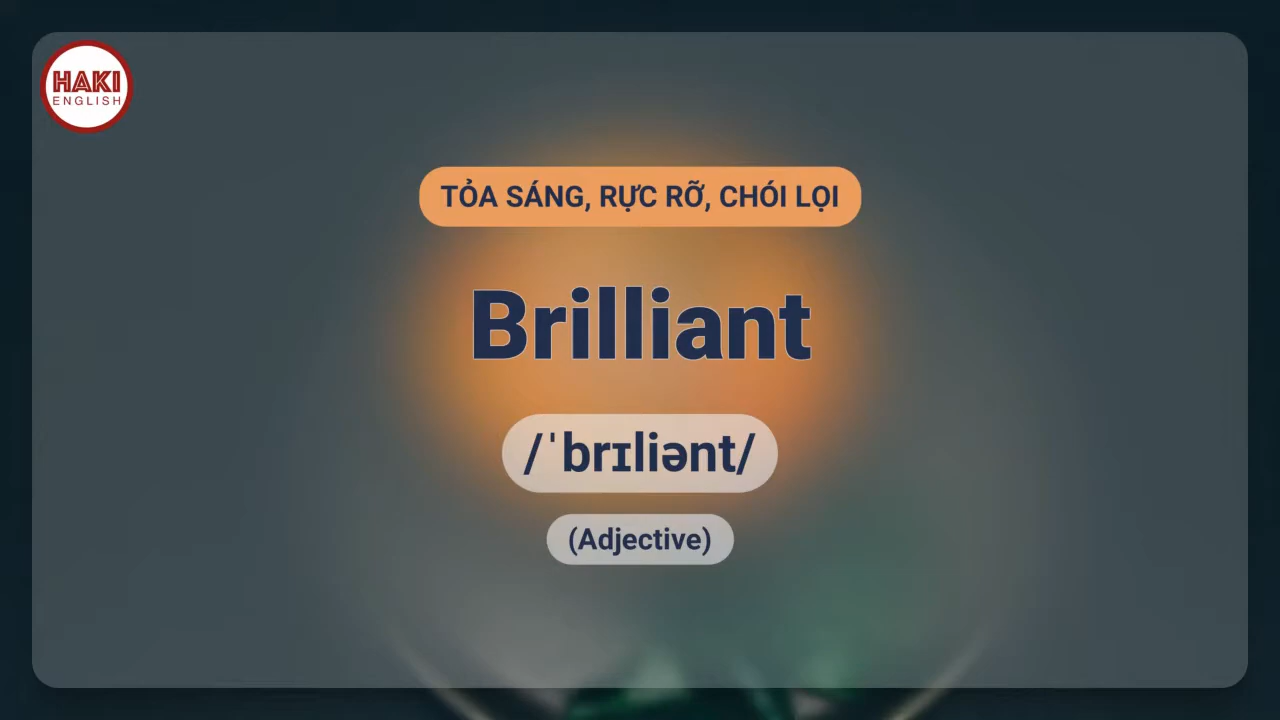 HAKI
ENGLISH
TỎA SÁNG, RỰC RỠ, CHÓI LỌI
Brilliant
/ˈbrɪliənt/
(Adjective)